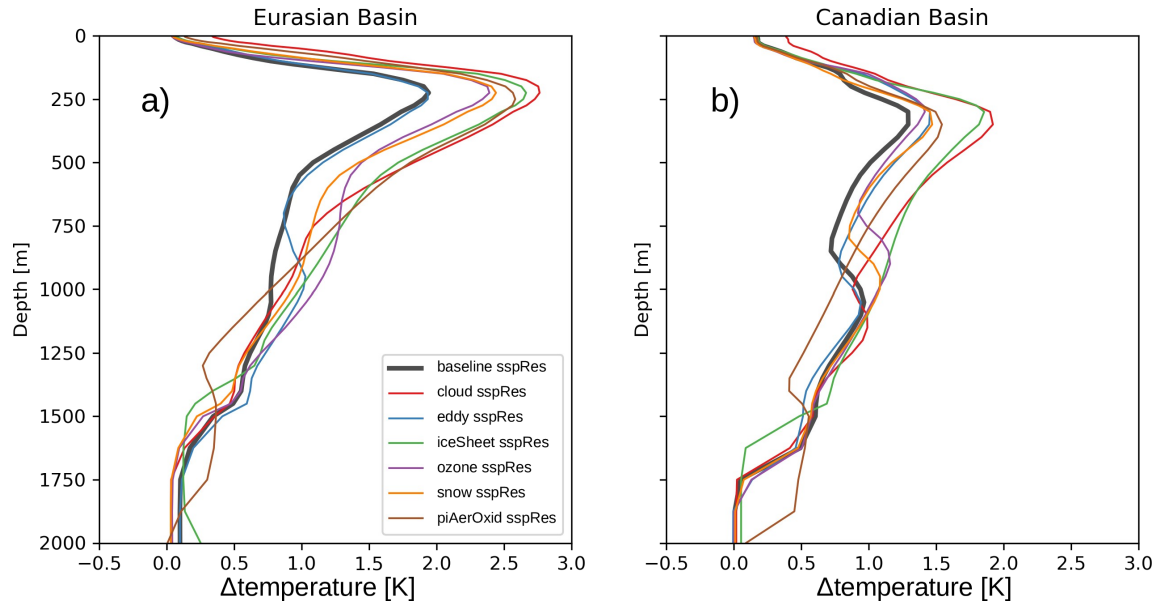 Eurasian Basin
a)
Depth [m]
0
250
500
750
1000
1250
1500
1750
2000
−0.5
0.0
0.5
1.0
1.5
2.0
2.5
3.0
Δtemperature [K]
baseline sspRes
cloud sspRes
eddy sspRes
iceSheet sspRes
ozone sspRes
snow sspRes
piAerOxid sspRes
Canadian Basin
b)
Depth [m]
−0.5
0.0
0.5
1.0
1.5
2.0
2.5
3.0
Δtemperature [K]